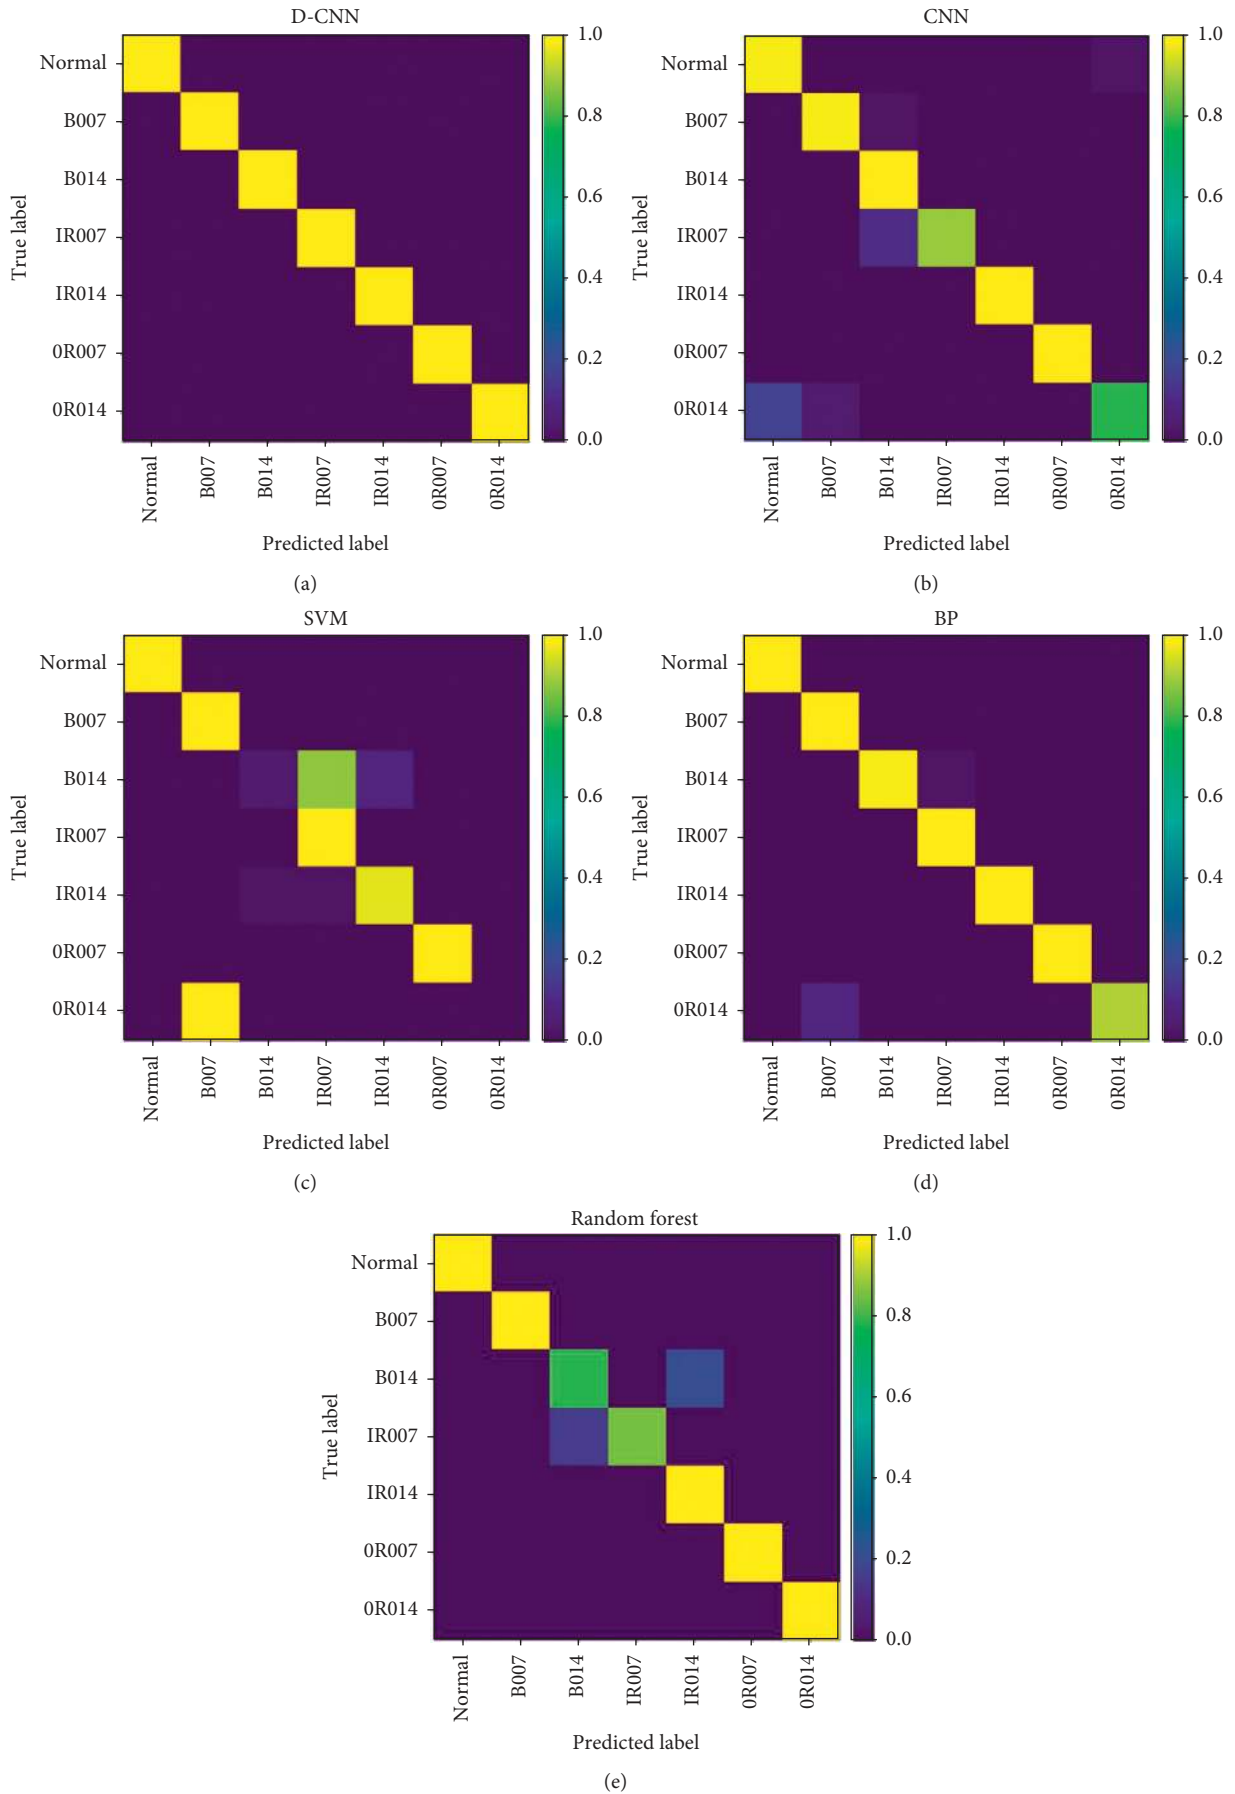 D-CNN
Normal
B007
B014
IR007
IR014
0R007
0R014
True label
1.0
0.8
0.6
0.4
0.2
0.0
Normal
B007
B014
IR007
IR014
0R007
0R014
Predicted label
(a)
CNN
Normal
B007
B014
IR007
IR014
0R007
0R014
True label
1.0
0.8
0.6
0.4
0.2
0.0
Normal
B007
B014
IR007
IR014
0R007
0R014
Predicted label
(b)
SVM
Normal
B007
B014
IR007
IR014
0R007
0R014
True label
1.0
0.8
0.6
0.4
0.2
0.0
Normal
B007
B014
IR007
IR014
0R007
0R014
Predicted label
(c)
BP
Normal
B007
B014
IR007
IR014
0R007
0R014
True label
1.0
0.8
0.6
0.4
0.2
0.0
Normal
B007
B014
IR007
IR014
0R007
0R014
Predicted label
(d)
Random forest
Normal
B007
B014
IR007
IR014
0R007
0R014
True label
1.0
0.8
0.6
0.4
0.2
0.0
Normal
B007
B014
IR007
IR014
0R007
0R014
Predicted label
(e)